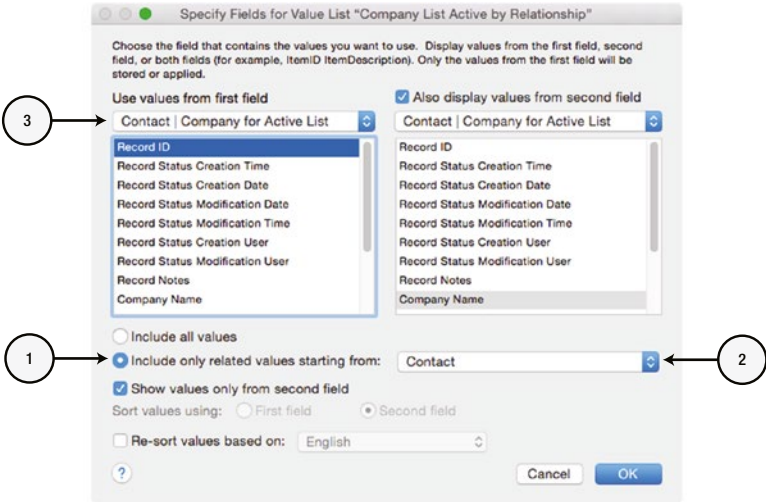 Specify Fields for Value List “Company List Active by Relationship”
Choose the field that contains the values you want to use. Display values from the first field, second
field, or both fields (for example, ItemID ItemDescription). Only the values from the first field will be
stored or applied.
Use values from first field
Also display values from second field
3
Contact | Company for Active List
Contact | Company for Active List
Record ID
Record Status Creation Time
Record Status Creation Date
Record Status Modification Date
Record Status Modification Time
Record Status Creation User
Record Status Modification User
Record Notes
Company Name
Record ID
Record Status Creation Time
Record Status Creation Date
Record Status Modification Date
Record Status Modification Time
Record Status Creation User
Record Status Modification User
Record Notes
Company Name
Include all values
1
Include only related values starting from:
Contact
2
Show values only from second field
Sort values using:
First field
Second field
Re-sort values based on:
English
?
Cancel
OK